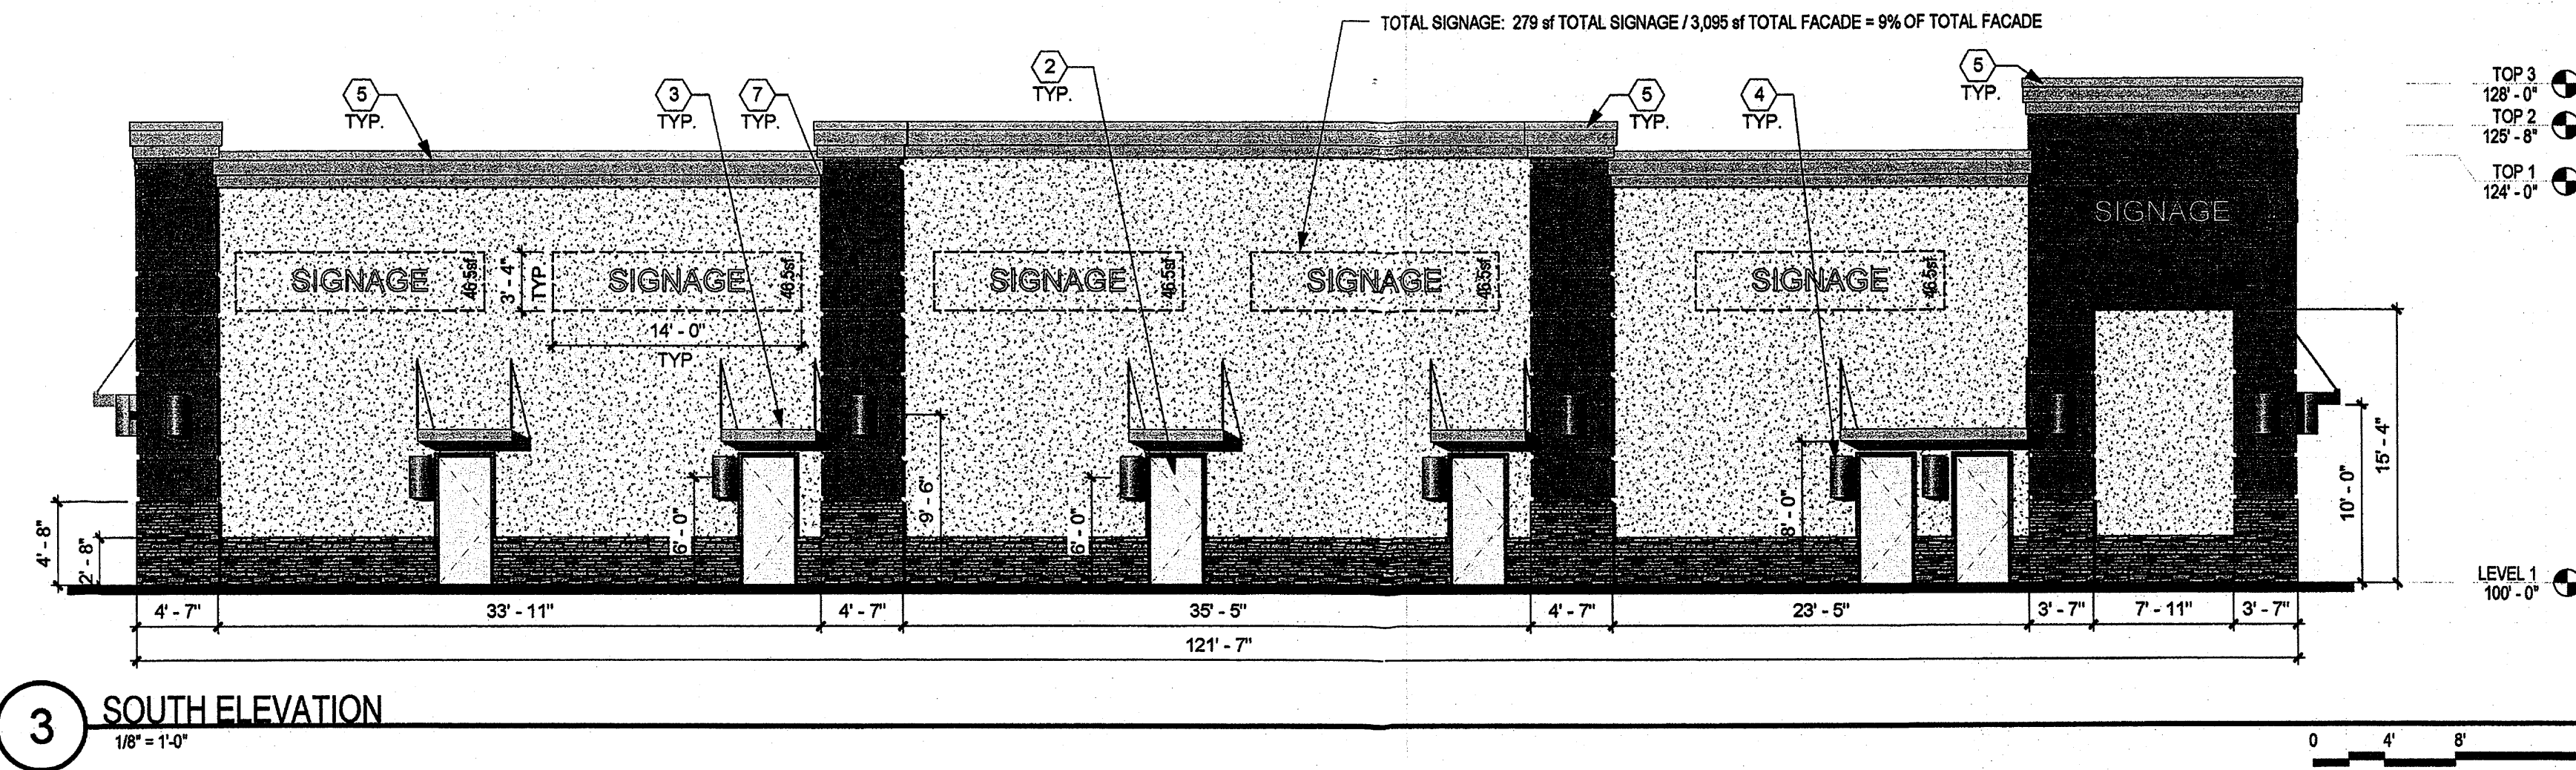 TOTAL SIGNAGE: 279 sf TOTAL SIGNAGE / 3,095 sf TOTAL FACADE = 9% OF TOTAL FACADE
5
TYP.
3
TYP.
7
TYP.
2
TYP.
5
TYP.
4
TYP.
5
TYP.
TOP 3
128' - 0"
TOP 2
125' - 8"
TOP 1
124' - 0"
SIGNAGE
SIGNAGE
46.5sf
3' - 4"
TYP
SIGNAGE
46.5sf
14' - 0"
TYP
SIGNAGE
46.5sf
SIGNAGE
46.5sf
SIGNAGE
46.5sf
4' - 8"
2' - 8"
6' - 0"
9' - 6"
6' - 0"
8' - 0"
10' - 0"
15' - 4"
LEVEL 1
100' - 0"
4' - 7"
33' - 11"
4' - 7"
35' - 5"
4' - 7"
23' - 5"
3' - 7"
7' - 11"
3' - 7"
121' - 7"
3
SOUTH ELEVATION
1/8" = 1'-0"
0
4'
8'